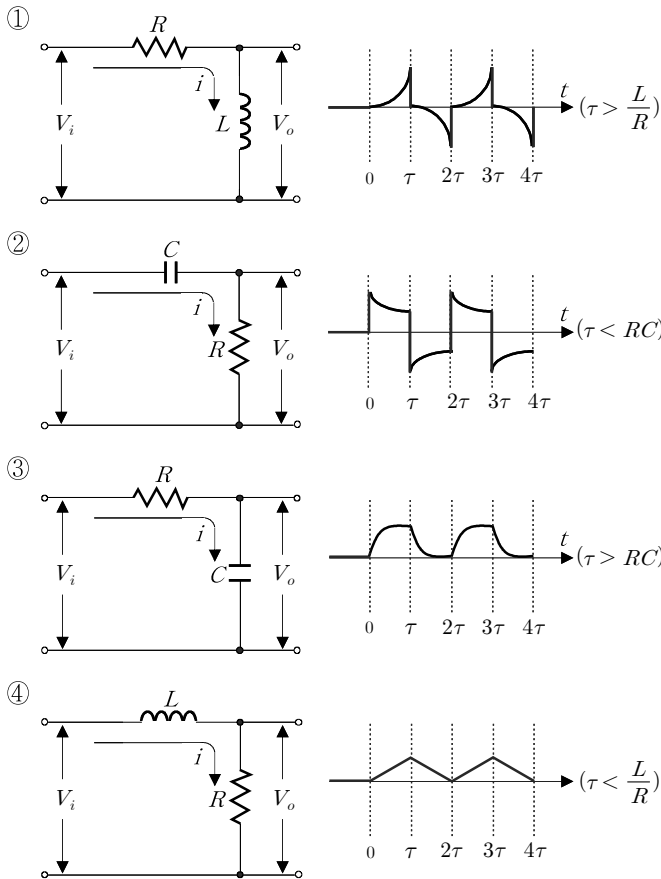 ①
R
i
L
V_i
V_o
t
(τ > L/R)
0 τ 2τ 3τ 4τ
②
C
i
R
V_i
V_o
t
(τ < RC)
0 τ 2τ 3τ 4τ
③
R
i
C
V_i
V_o
t
(τ > RC)
0 τ 2τ 3τ 4τ
④
L
i
R
V_i
V_o
t
(τ < L/R)
0 τ 2τ 3τ 4τ